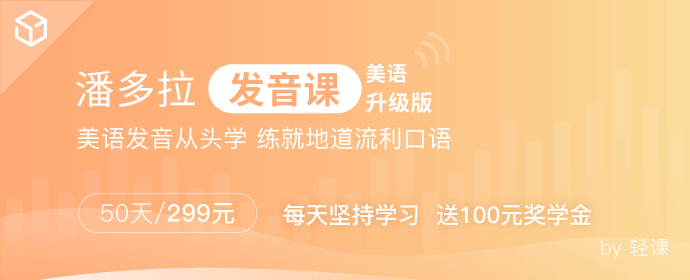 潘多拉 发音课 美语
升级版
美语发音从头学 练就地道流利口语
50天/299元 每天坚持学习 送100元奖学金
by 轻课